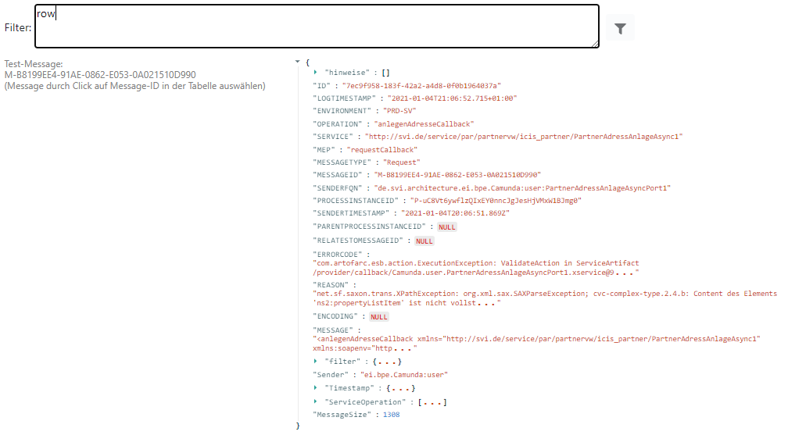 Filter:
row
Test-Message:
M-B8199EE4-91AE-0862-E053-0A021510D990
(Message durch Click auf Message-ID in der Tabelle auswählen)
{
"hinweise" : []
"ID" : "7ec9f958-183f-42a2-a4d8-0f0b1964037a"
"LOGTIMESTAMP" : "2021-01-04T21:06:52.715+01:00"
"ENVIRONMENT" : "PRD-SV"
"OPERATION" : "anlegenAdresseCallback"
"SERVICE" : "http://svi.de/service/par/partnervw/icis_partner/PartnerAdressAnlageAsync1"
"MEP" : "requestCallback"
"MESSAGETYPE" : "Request"
"MESSAGEID" : "M-B8199EE4-91AE-0862-E053-0A021510D990"
"SENDERFQN" : "de.svi.architecture.ei.bpe.Camunda:user:PartnerAdressAnlageAsyncPort1"
"PROCESSINSTANCEID" : "P-uC8Vt6ywflzQIxEY0nncJgJesHjVMxW1BJmg0"
"SENDERTIMESTAMP" : "2021-01-04T20:06:51.869Z"
"PARENTPROCESSINSTANCEID" : NULL
"RELATESTOMESSAGEID" : NULL
"ERRORCODE" :
"com.artofarc.esb.action.ExecutionException: ValidateAction in ServiceArtifact
/provider/callback/Camunda.user.PartnerAdressAnlageAsyncPort1.xservice@9..."
"REASON" :
"net.sf.saxon.trans.XPathException: org.xml.sax.SAXParseException; cvc-complex-type.2.4.b: Content des Elements
'ns2:propertyListItem' ist nicht vollst..."
"ENCODING" : NULL
"MESSAGE" :
"<anlegenAdresseCallback xmlns="http://svi.de/service/par/partnervw/icis_partner/PartnerAdressAnlageAsync1"
xmlns:soapenv="http..."
"filter" : {...}
"Sender" : "ei.bpe.Camunda:user"
"Timestamp" : {...}
"ServiceOperation" : [...]
"MessageSize" : 1308
}